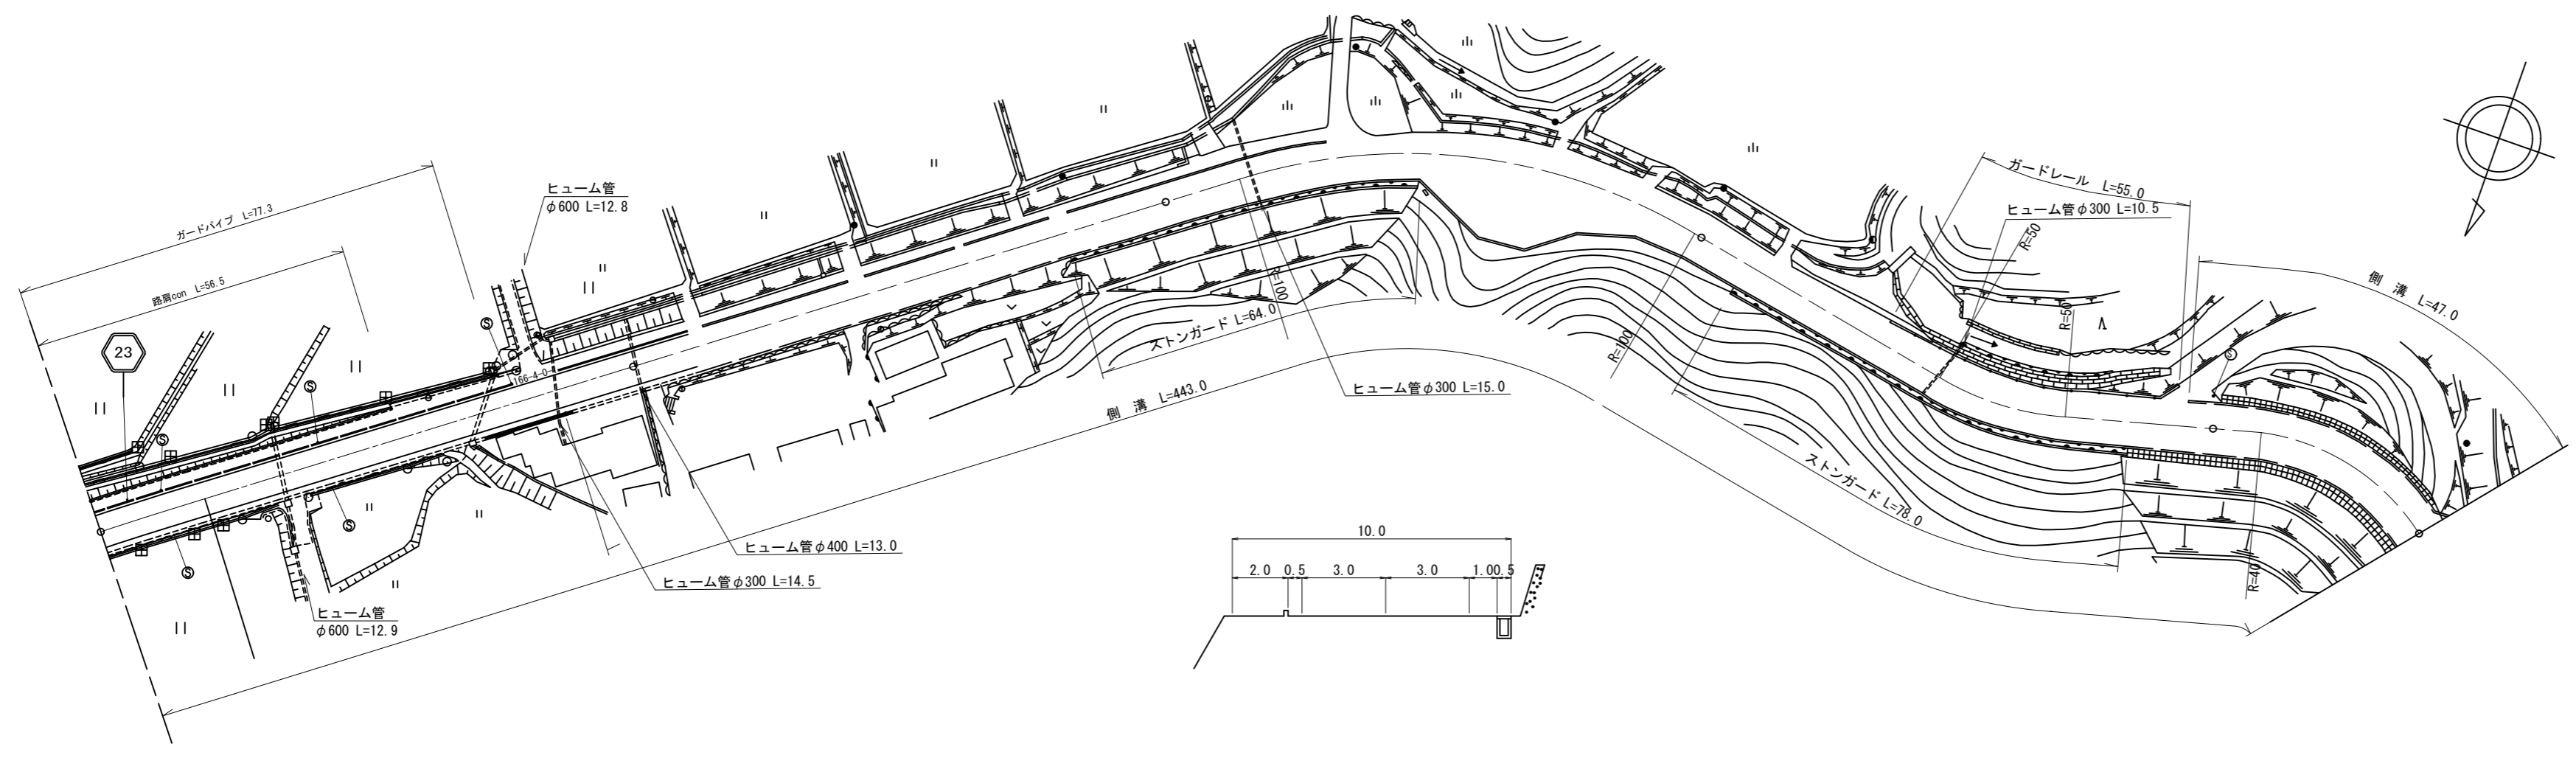 ガードパイプ L=77.3
路肩con L=56.5
23
ヒューム管
φ600 L=12.8
S
S
S
S
S
166-4-0
ヒューム管
φ600 L=12.9
ヒューム管φ300 L=14.5
ヒューム管φ400 L=13.0
側 溝 L=443.0
ストンガード L=64.0
R=100
ヒューム管φ300 L=15.0
R=100
ガードレール L=55.0
ヒューム管φ300 L=10.5
R=50
R=50
側 溝 L=47.0
ストンガード L=78.0
R=40
10.0
2.0 0.5 3.0 3.0 1.00.5